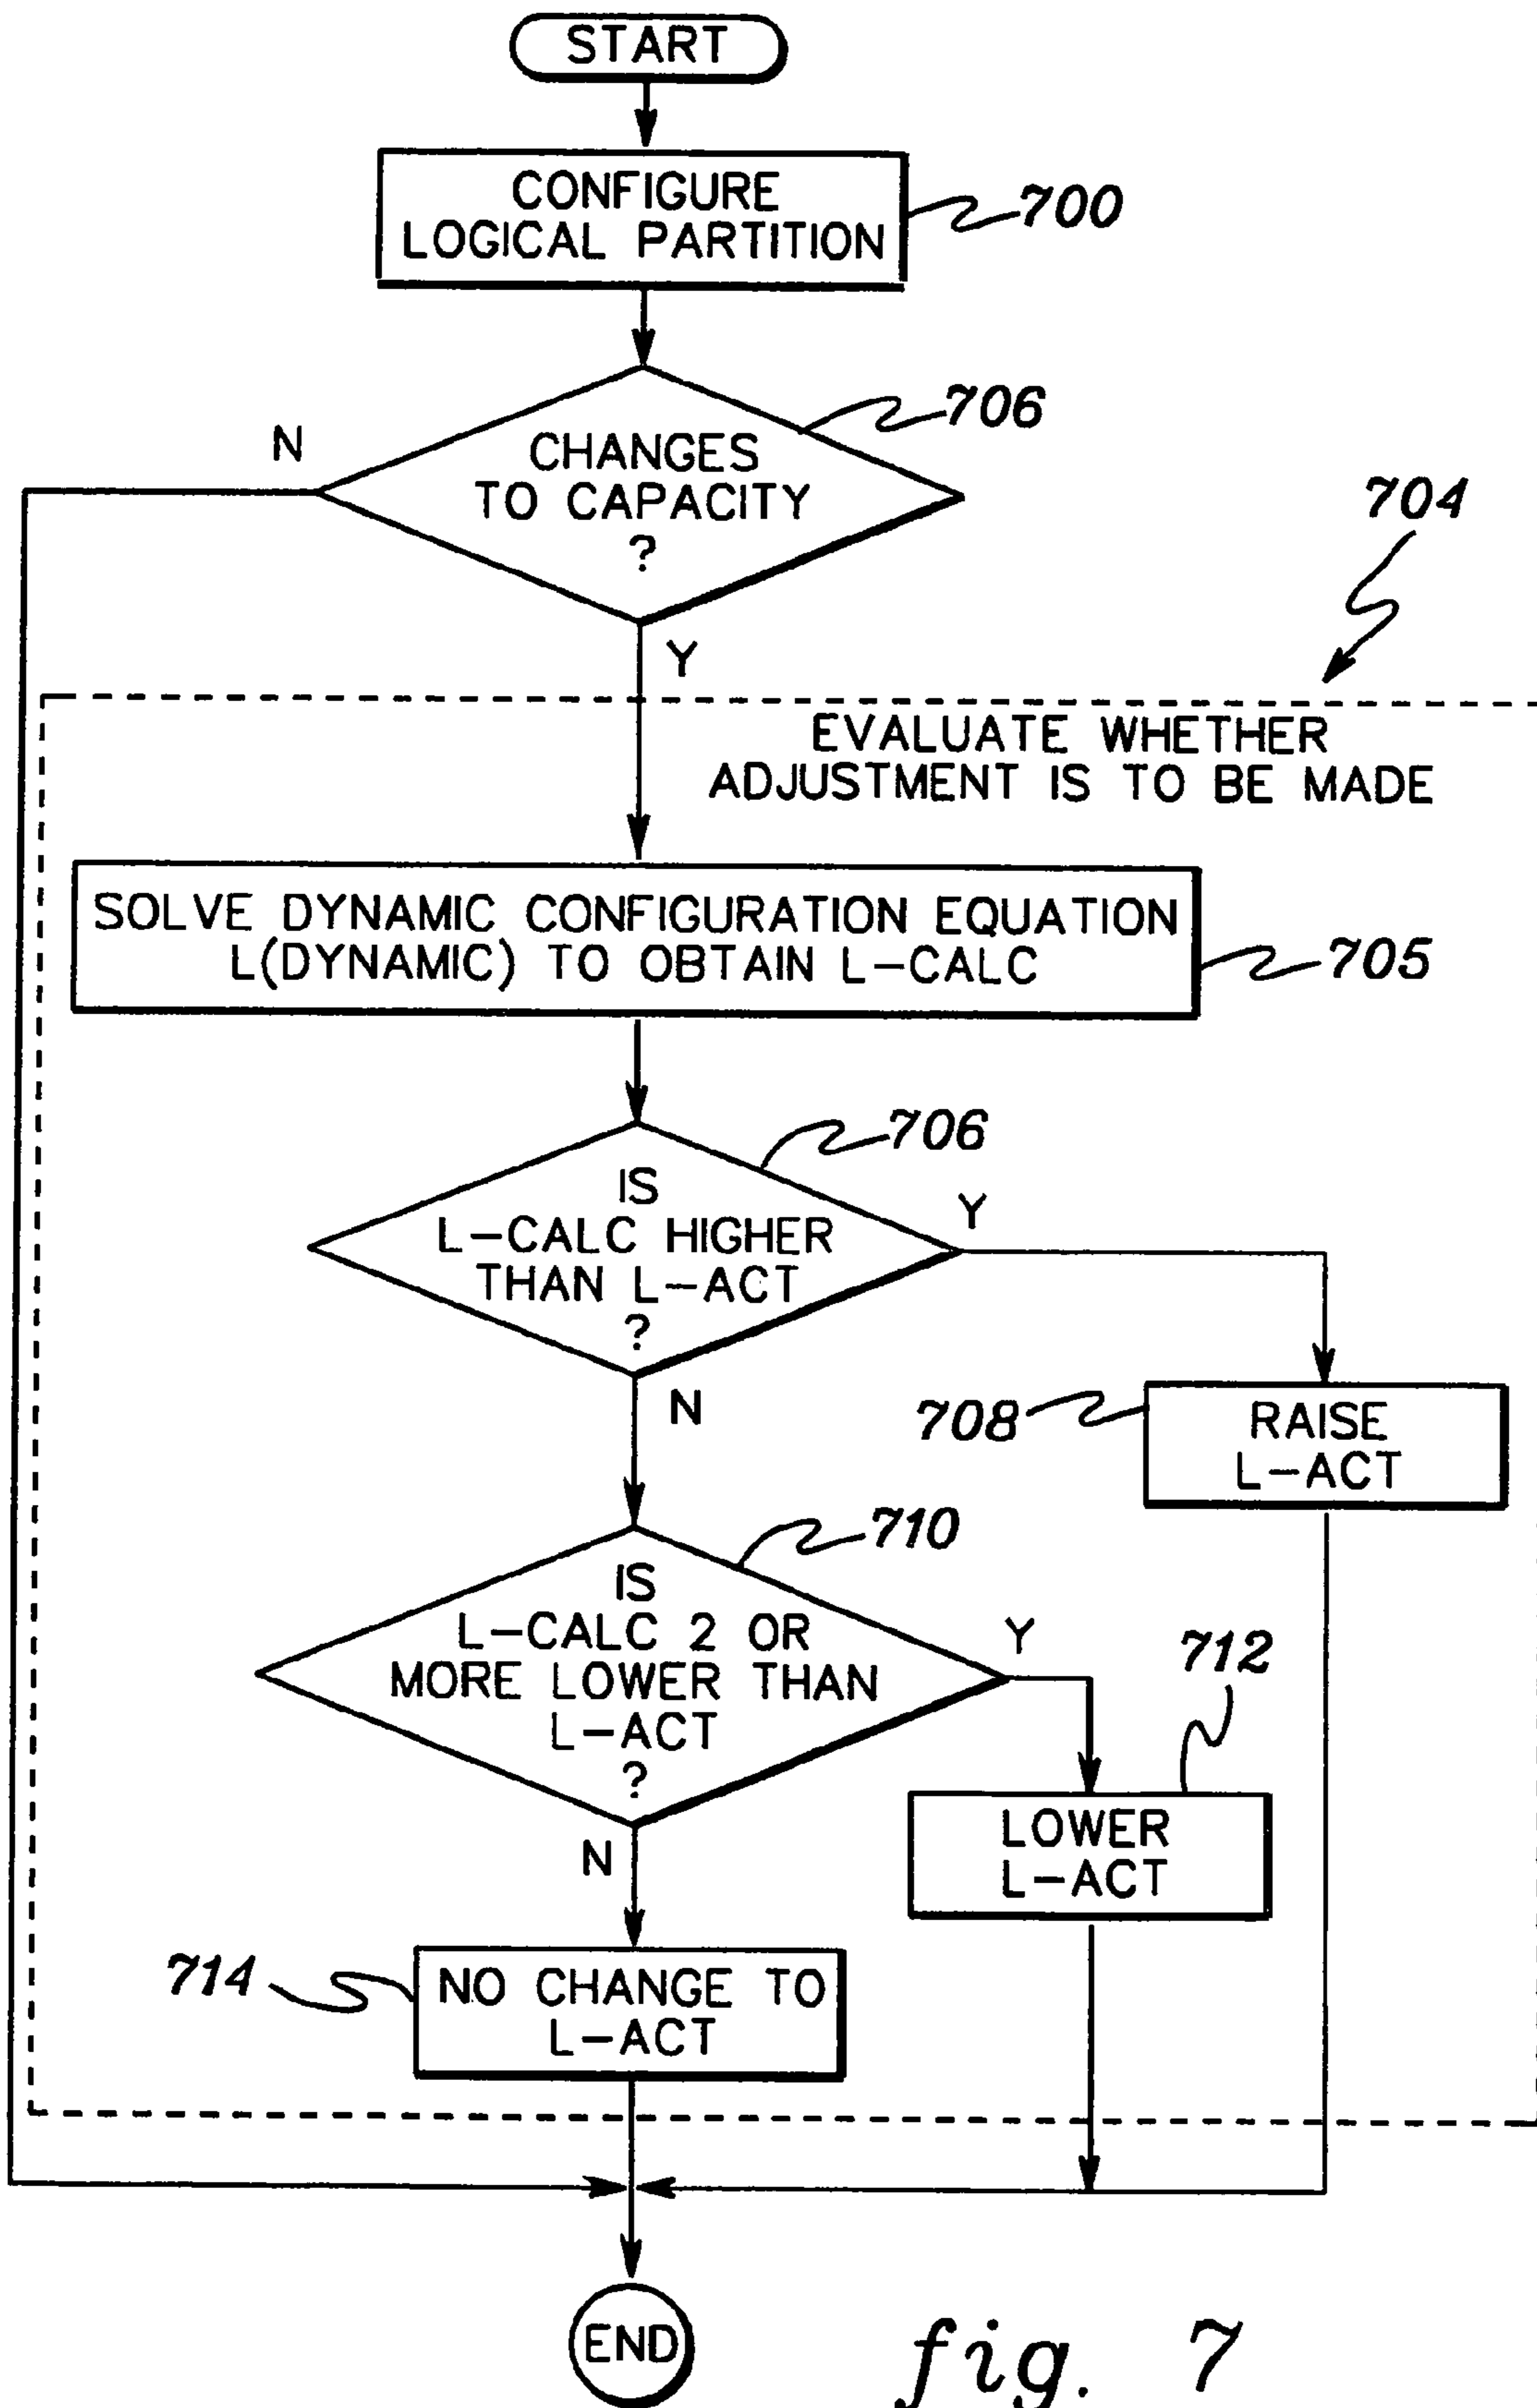 START
CONFIGURE
LOGICAL PARTITION
700
706
CHANGES
TO CAPACITY
?
N
Y
704
EVALUATE WHETHER
ADJUSTMENT IS TO BE MADE
SOLVE DYNAMIC CONFIGURATION EQUATION
L(DYNAMIC) TO OBTAIN L-CALC
705
706
IS
L-CALC HIGHER
THAN L-ACT
?
Y
N
708
RAISE
L-ACT
710
IS
L-CALC 2 OR
MORE LOWER THAN
L-ACT
?
Y
N
712
LOWER
L-ACT
714
NO CHANGE TO
L-ACT
END
fig. 7